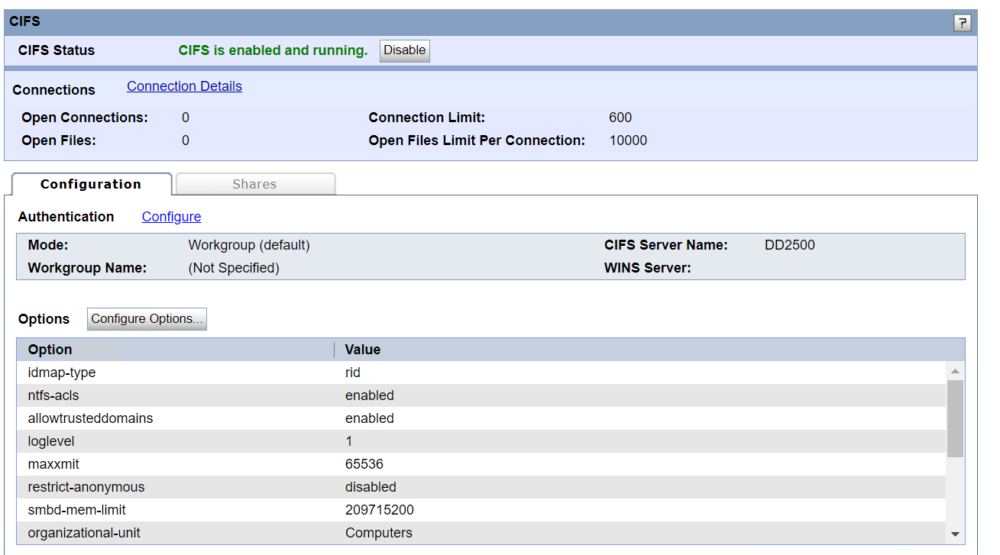 CIFS ?
CIFS Status CIFS is enabled and running. Disable
Connections Connection Details
Open Connections: 0 Connection Limit: 600
Open Files: 0 Open Files Limit Per Connection: 10000
Configuration Shares
Authentication Configure
Mode: Workgroup (default) CIFS Server Name: DD2500
Workgroup Name: (Not Specified) WINS Server:
Options Configure Options...
Option Value
idmap-type rid
ntfs-acls enabled
allowtrusteddomains enabled
loglevel 1
maxxmit 65536
restrict-anonymous disabled
smbd-mem-limit 209715200
organizational-unit Computers